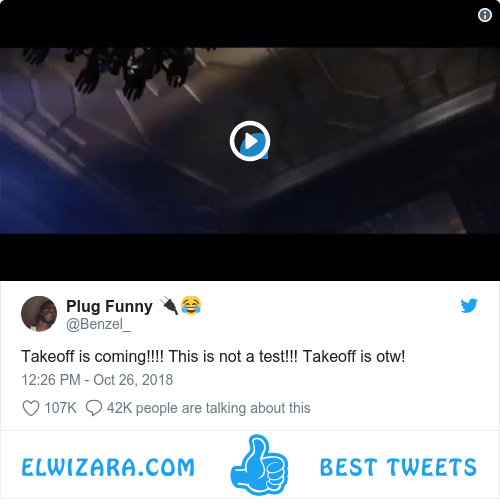 Plug Funny 🔌😂
@Benzel_
Takeoff is coming!!!! This is not a test!!! Takeoff is otw!
12:26 PM - Oct 26, 2018
107K 42K people are talking about this
ELWIZARA.COM BEST TWEETS